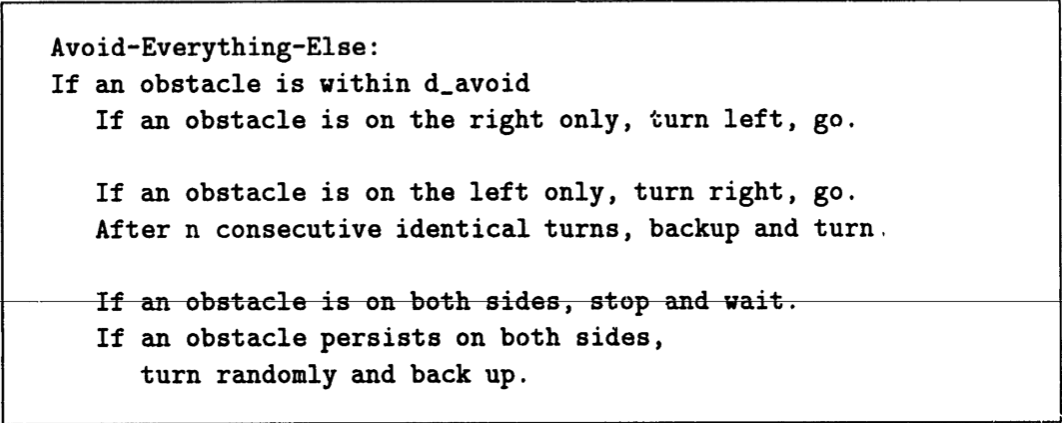 Avoid-Everything-Else:
If an obstacle is within d_avoid
If an obstacle is on the right only, turn left, go.
If an obstacle is on the left only, turn right, go.
After n consecutive identical turns, backup and turn.
If an obstacle is on both sides, stop and wait.
If an obstacle persists on both sides,
turn randomly and back up.